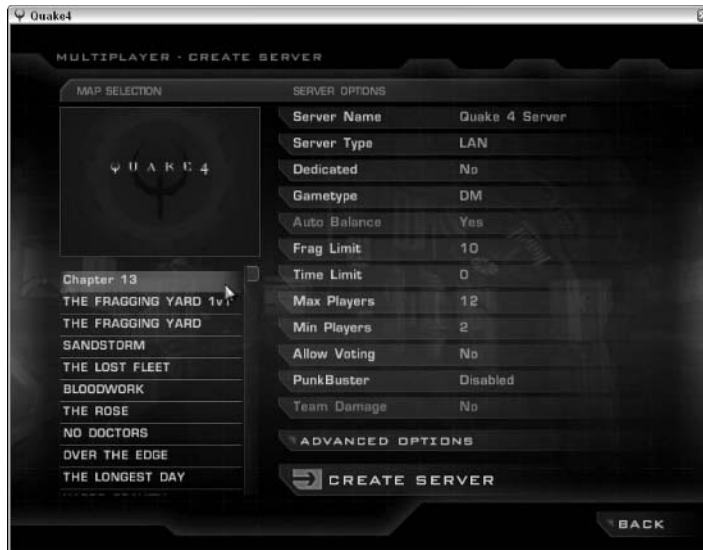 Quake4
MULTIPLAYER - CREATE SERVER
MAP SELECTION
QUAKE 4
Chapter 13
THE FRAGGING YARD 1v1
THE FRAGGING YARD
SANDSTORM
THE LOST FLEET
BLOODWORK
THE ROSE
NO DOCTORS
OVER THE EDGE
THE LONGEST DAY
SERVER OPTIONS
Server Name Quake 4 Server
Server Type LAN
Dedicated No
Gametype DM
Auto Balance Yes
Frag Limit 10
Time Limit 0
Max Players 12
Min Players 2
Allow Voting No
PunkBuster Disabled
Team Damage No
ADVANCED OPTIONS
CREATE SERVER
BACK